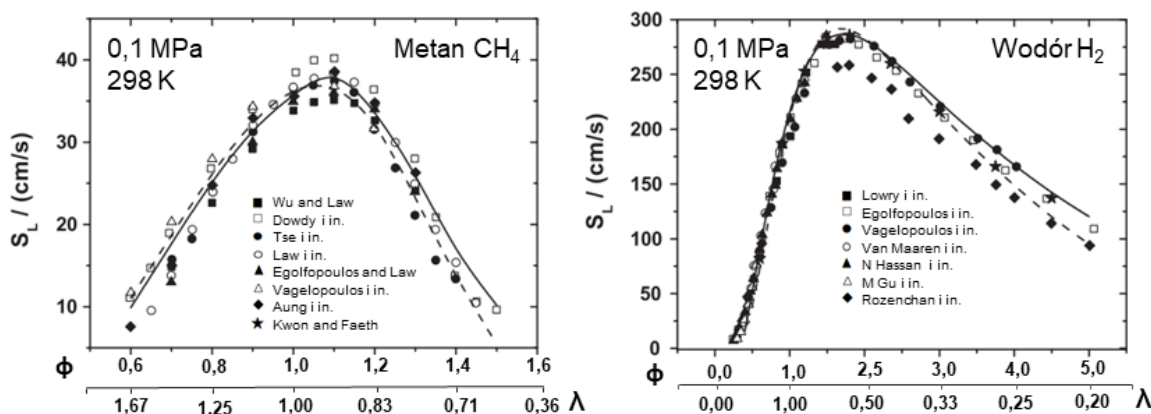 0,1 MPa
298 K
Metan CH₄
S_L / (cm/s)
40
30
20
10
Wu and Law
Dowdy i in.
Tse i in.
Law i in.
Egolfopoulos and Law
Vagelopoulos i in.
Aung i in.
Kwon and Faeth
ϕ 0,6 0,8 1,0 1,2 1,4 1,6
1,67 1,25 1,00 0,83 0,71 0,36 λ
0,1 MPa
298 K
Wodór H₂
S_L / (cm/s)
300
250
200
150
100
50
0
Lowry i in.
Egolfopoulos i in.
Vagelopoulos i in.
Van Maaren i in.
N Hassan i in.
M Gu i in.
Rozenchan i in.
ϕ 0,0 1,0 2,5 3,0 4,0 5,0
0,00 1,00 0,50 0,33 0,25 0,20 λ